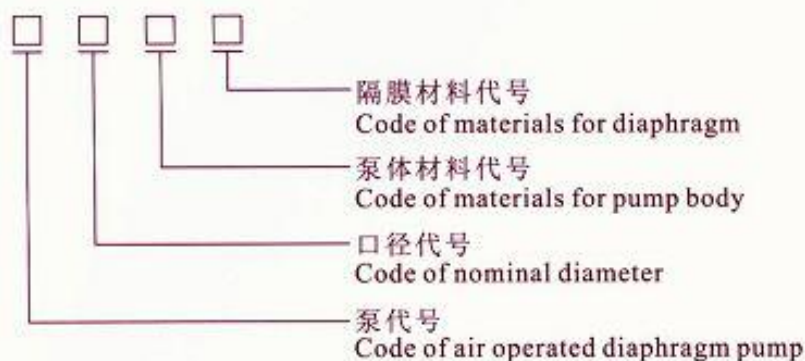 隔膜材料代号
Code of materials for diaphragm
泵体材料代号
Code of materials for pump body
口径代号
Code of nominal diameter
泵代号
Code of air operated diaphragm pump